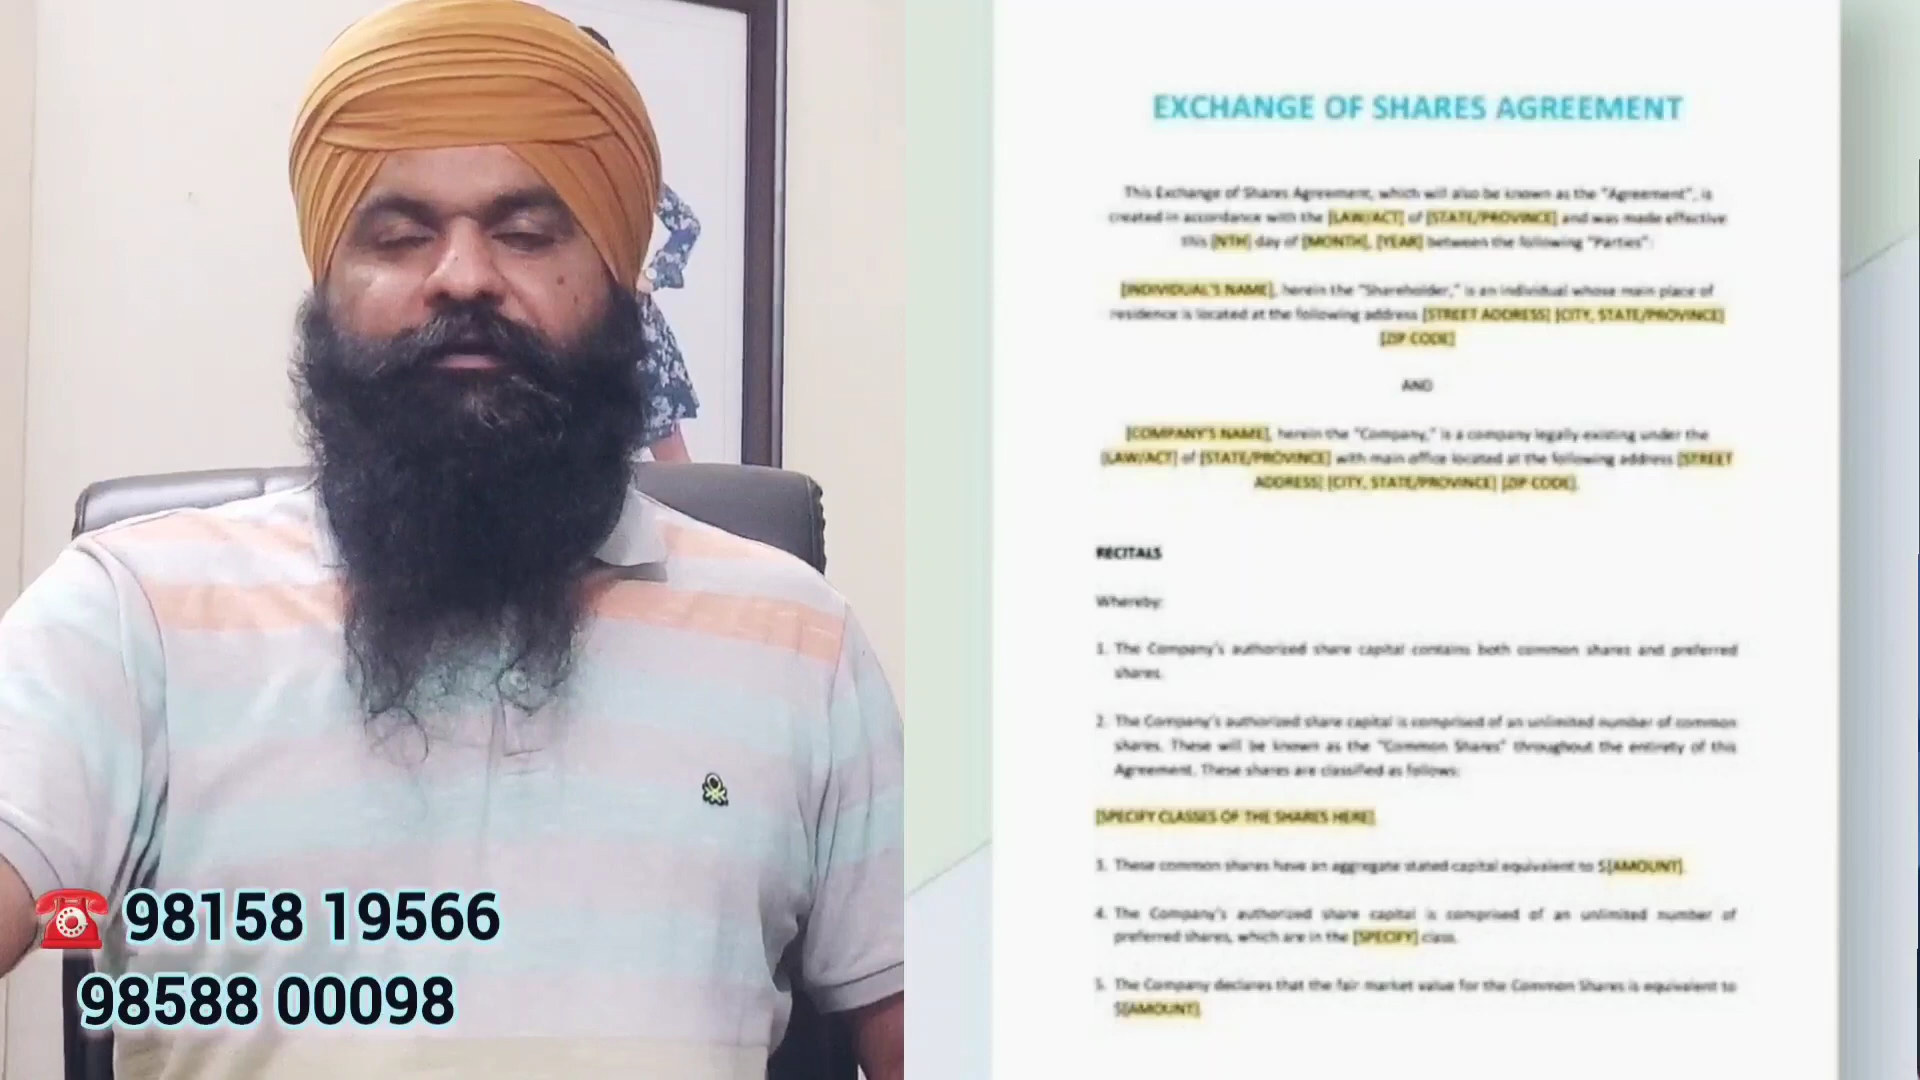 ☎️ 98158 19566
98588 00098
EXCHANGE OF SHARES AGREEMENT
This Exchange of Shares Agreement, which will also be known as the "Agreement", is
created in accordance with the [LAW/ACT] of [STATE/PROVINCE] and was made effective
this [NTH] day of [MONTH], [YEAR] between the following "Parties":
[INDIVIDUAL'S NAME], herein the "Shareholder," is an individual whose main place of
residence is located at the following address [STREET ADDRESS] [CITY, STATE/PROVINCE]
[ZIP CODE]
AND
[COMPANY'S NAME], herein the "Company," is a company legally existing under the
[LAW/ACT] of [STATE/PROVINCE] with main office located at the following address [STREET
ADDRESS] [CITY, STATE/PROVINCE] [ZIP CODE].
RECITALS
Whereby:
1. The Company's authorized share capital contains both common shares and preferred
shares.
2. The Company's authorized share capital is comprised of an unlimited number of common
shares. These will be known as the "Common Shares" throughout the entirety of this
Agreement. These shares are classified as follows:
[SPECIFY CLASSES OF THE SHARES HERE]
3. These common shares have an aggregate stated capital equivalent to $[AMOUNT].
4. The Company's authorized share capital is comprised of an unlimited number of
preferred shares, which are in the [SPECIFY] class.
5. The Company declares that the fair market value for the Common Shares is equivalent to
$[AMOUNT].